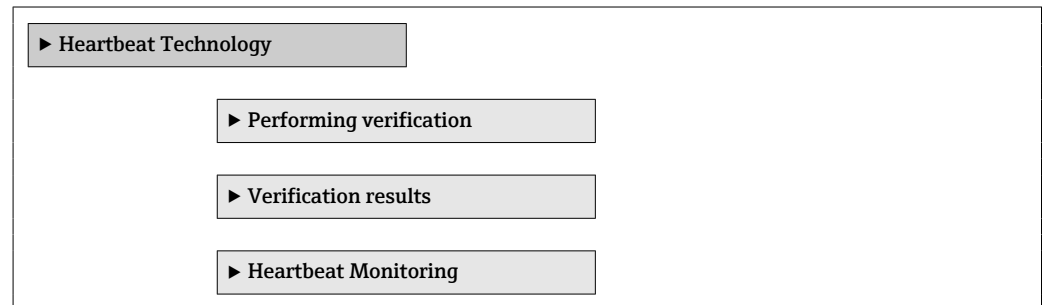 ▶ Heartbeat Technology
▶ Performing verification
▶ Verification results
▶ Heartbeat Monitoring